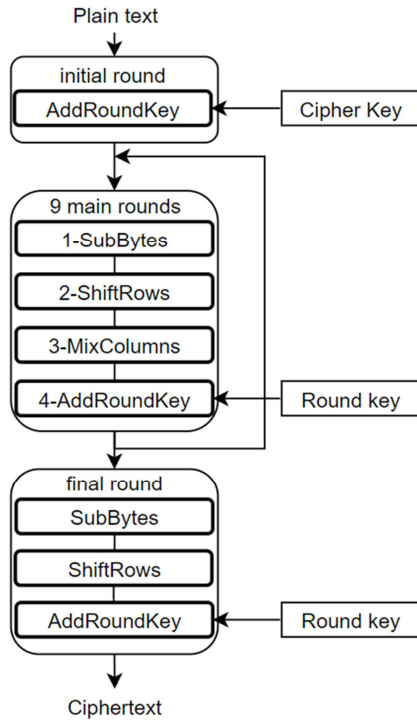 Plain text
initial round
AddRoundKey
Cipher Key
9 main rounds
1-SubBytes
2-ShiftRows
3-MixColumns
4-AddRoundKey
Round key
final round
SubBytes
ShiftRows
AddRoundKey
Round key
Ciphertext